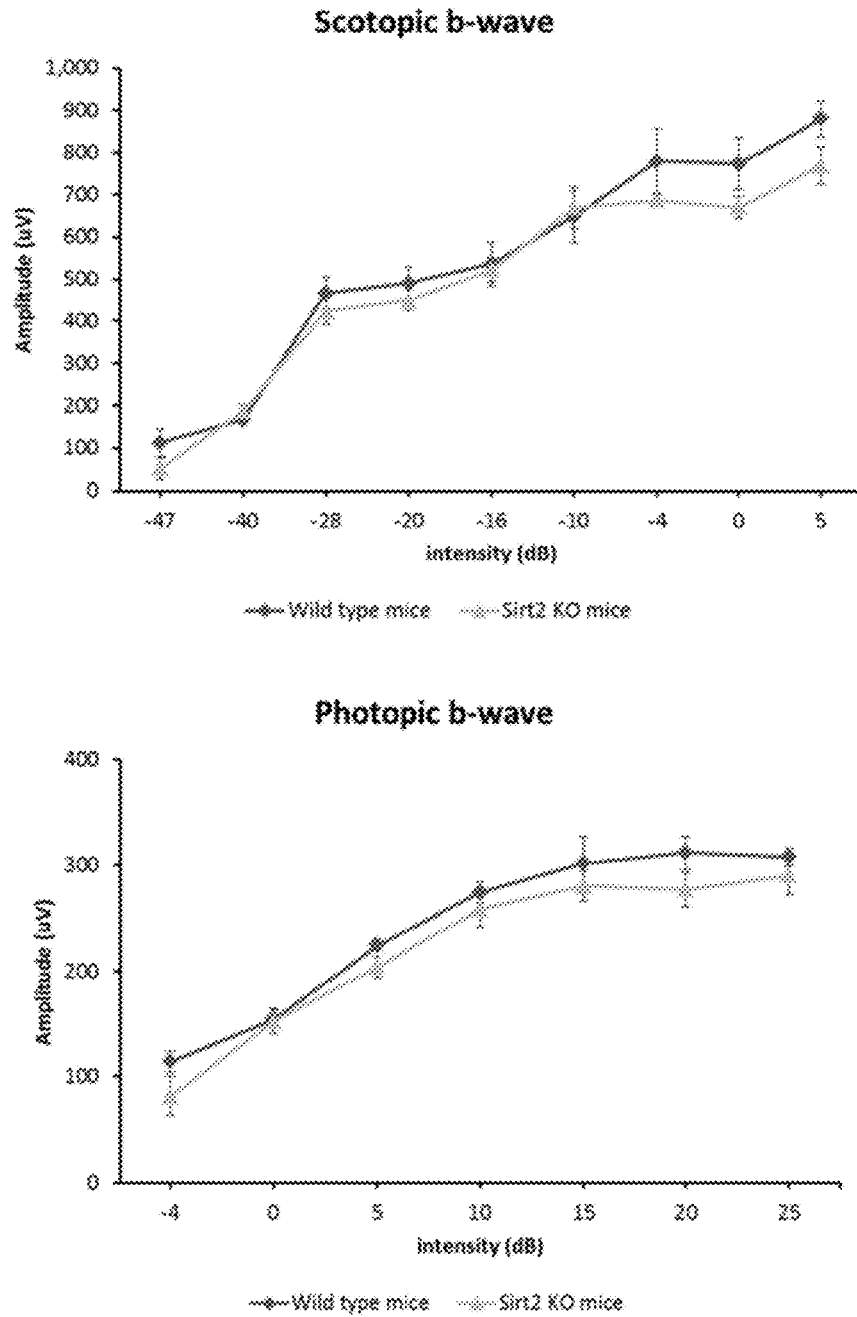 Scotopic b-wave
1,000
900
800
700
600
500
400
300
200
100
0
Amplitude (uV)
-47 -40 -28 -20 -16 -10 -4 0 5
intensity (dB)
Wild type mice Sirt2 KO mice
Photopic b-wave
400
300
200
100
0
Amplitude (uV)
-4 0 5 10 15 20 25
intensity (dB)
Wild type mice Sirt2 KO mice